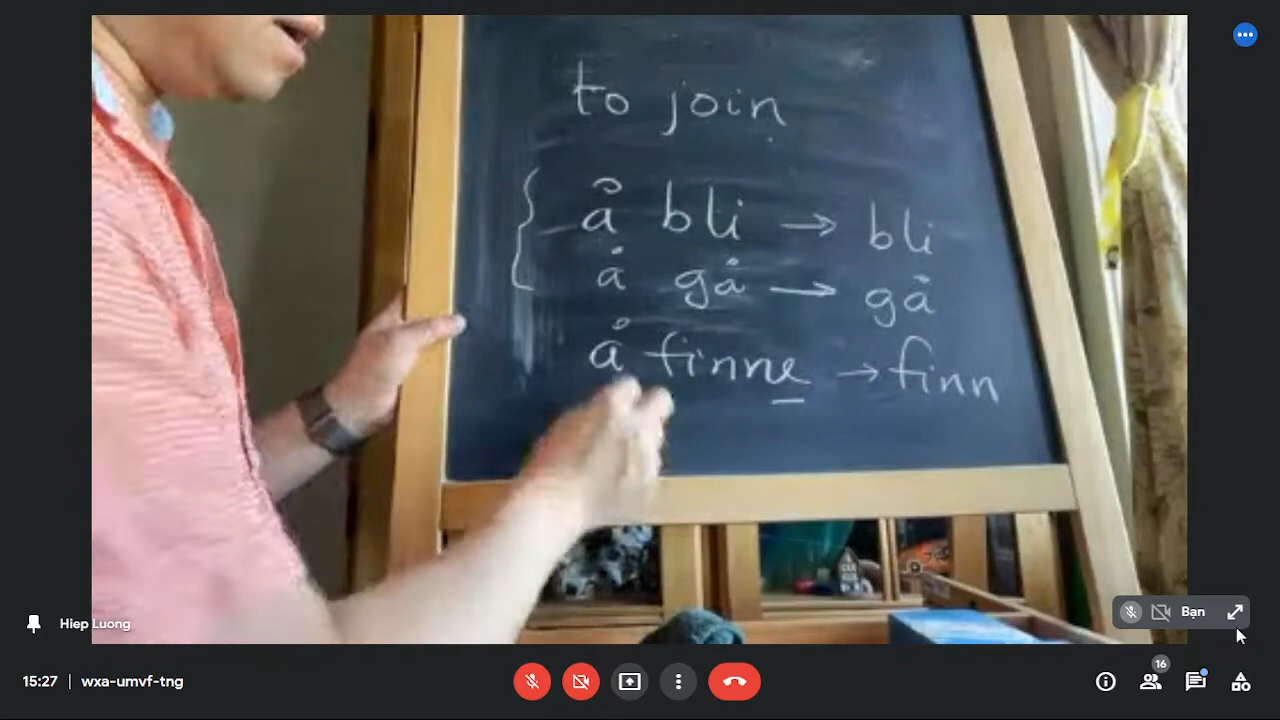 to join
å bli → bli
å gå → gå
å finne → finn
Hiep Luong
Bạn
15:27 | wxa-umvf-tng
16